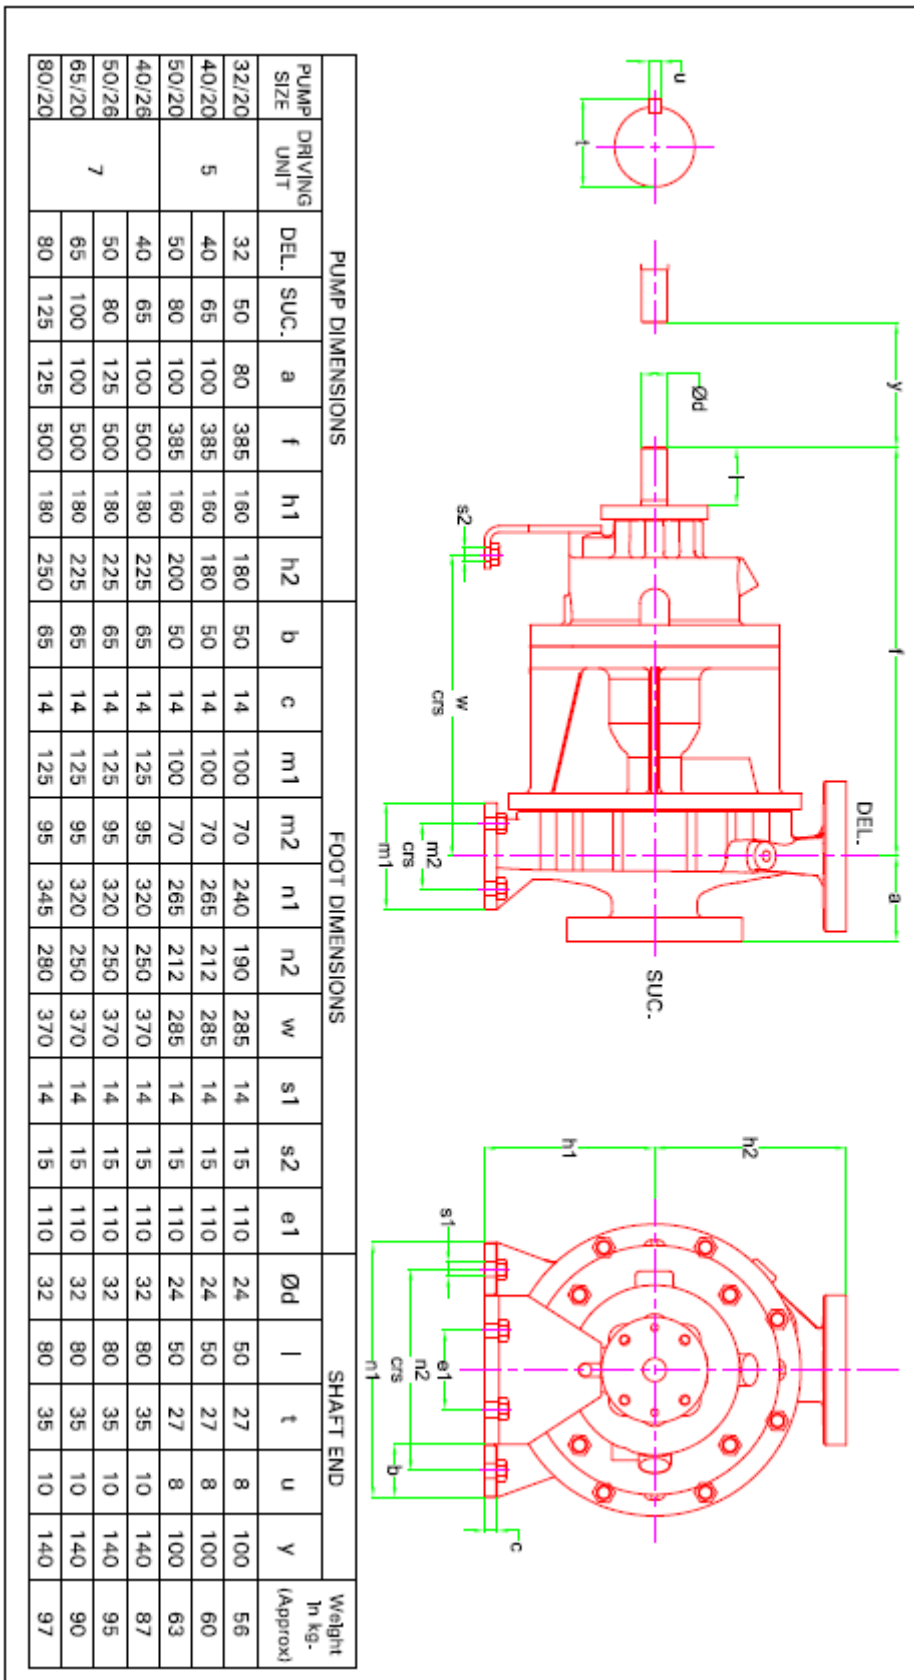 u
t
y
f
a
Ød
l
DEL.
SUC.
s2
w
crs
m2
crs
m1
h2
h1
s1
e1
n2
crs
n1
b
c
PUMP DIMENSIONS FOOT DIMENSIONS SHAFT END Weight
PUMP DRIVING DEL. SUC. a f h1 h2 b c m1 m2 n1 n2 w s1 s2 e1 Ød l t u y In kg.
SIZE UNIT (Approx)
32/20 32 50 80 385 160 180 50 14 100 70 240 190 285 14 15 110 24 50 27 8 100 56
40/20 5 40 65 100 385 160 180 50 14 100 70 265 212 285 14 15 110 24 50 27 8 100 60
50/20 50 80 100 385 160 200 50 14 100 70 265 212 285 14 15 110 24 50 27 8 100 63
40/26 40 65 100 500 180 225 65 14 125 95 320 250 370 14 15 110 32 80 35 10 140 87
50/26 7 50 80 125 500 180 225 65 14 125 95 320 250 370 14 15 110 32 80 35 10 140 95
65/20 65 100 100 500 180 225 65 14 125 95 320 250 370 14 15 110 32 80 35 10 140 90
80/20 80 125 125 500 180 250 65 14 125 95 345 280 370 14 15 110 32 80 35 10 140 97